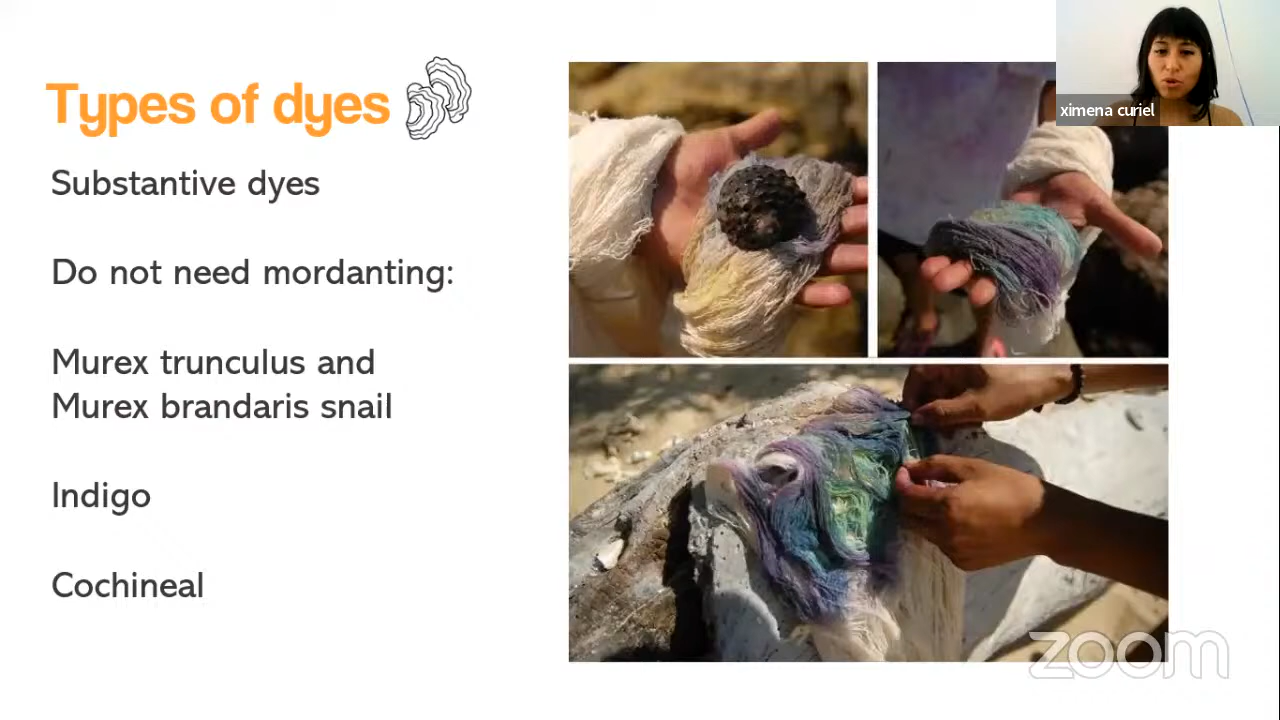 Types of dyes
Substantive dyes
Do not need mordanting:
Murex trunculus and
Murex brandaris snail
Indigo
Cochineal
ximena curiel
zoom